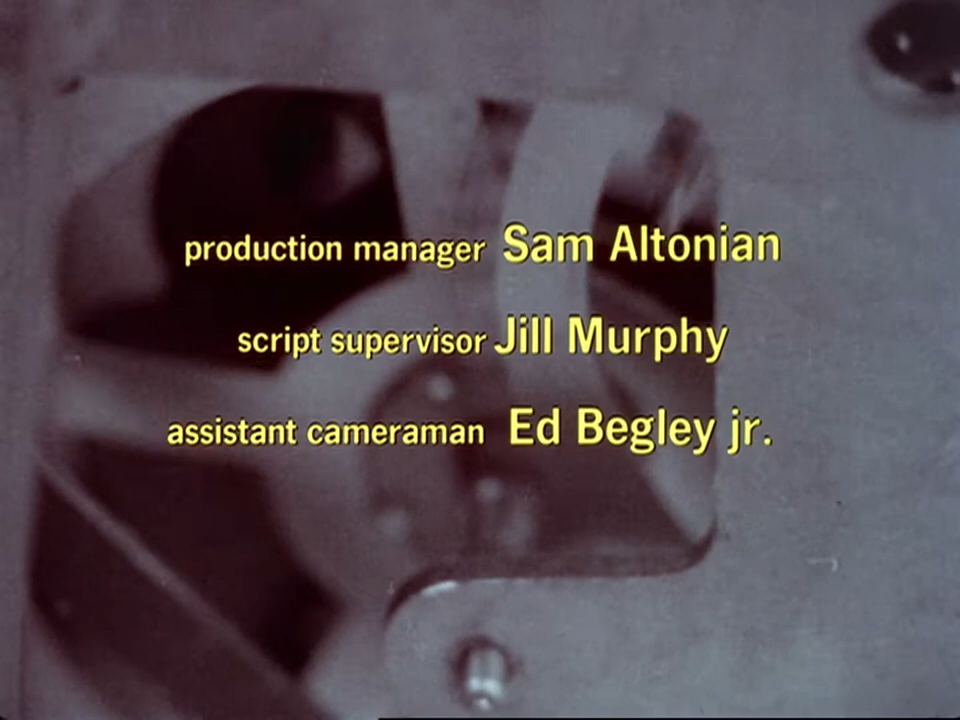 production manager Sam Altonian
script supervisor Jill Murphy
assistant cameraman Ed Begley jr.